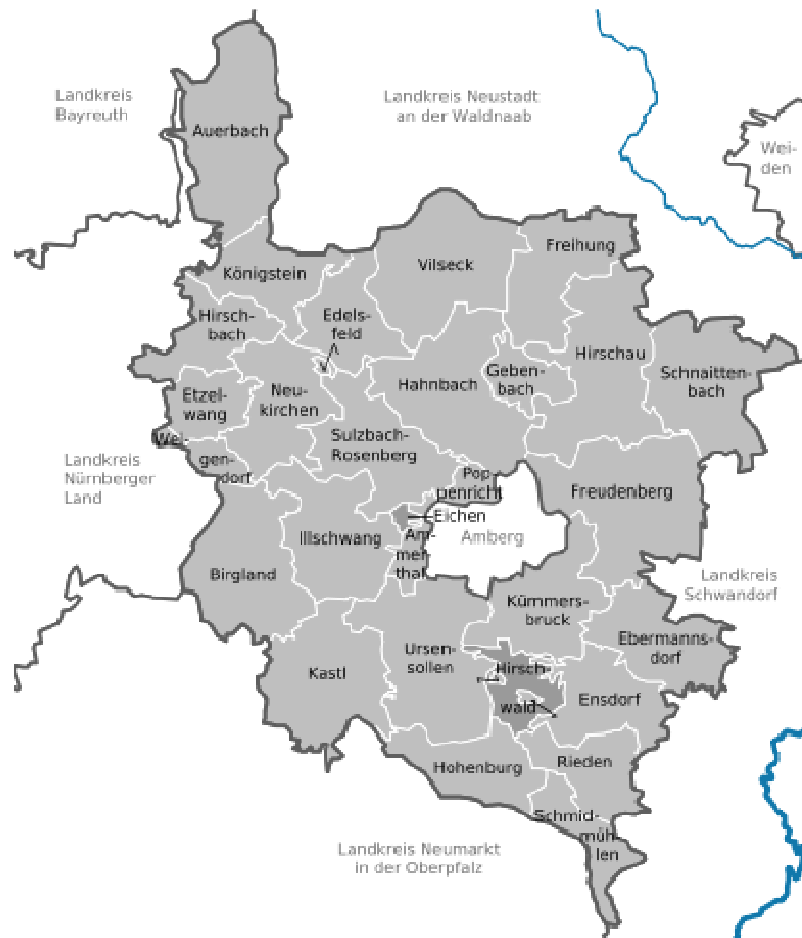 Landkreis
Bayreuth
Landkreis Neustadt
an der Waldnaab
Wei-
den
Auerbach
Königstein
Vilseck
Freihung
Hirsch-
bach
Edels-
feld
Hirschau
Schnaitten-
bach
Etzel-
wang
Neu-
kirchen
Hahnbach
Geben-
bach
Sulzbach-
Rosenberg
Wei-
gen-
dorf
Landkreis
Nürnberger
Land
Pop-
penricht
Freudenberg
Eichen
Amberg
Illschwang
Am-
mer-
thal
Birgland
Landkreis
Schwandorf
Kümmers-
bruck
Ebermanns-
dorf
Ursen-
sollen
Kastl
Hirsch-
wald
Ensdorf
Hohenburg
Rieden
Schmid-
müh-
len
Landkreis Neumarkt
in der Oberpfalz